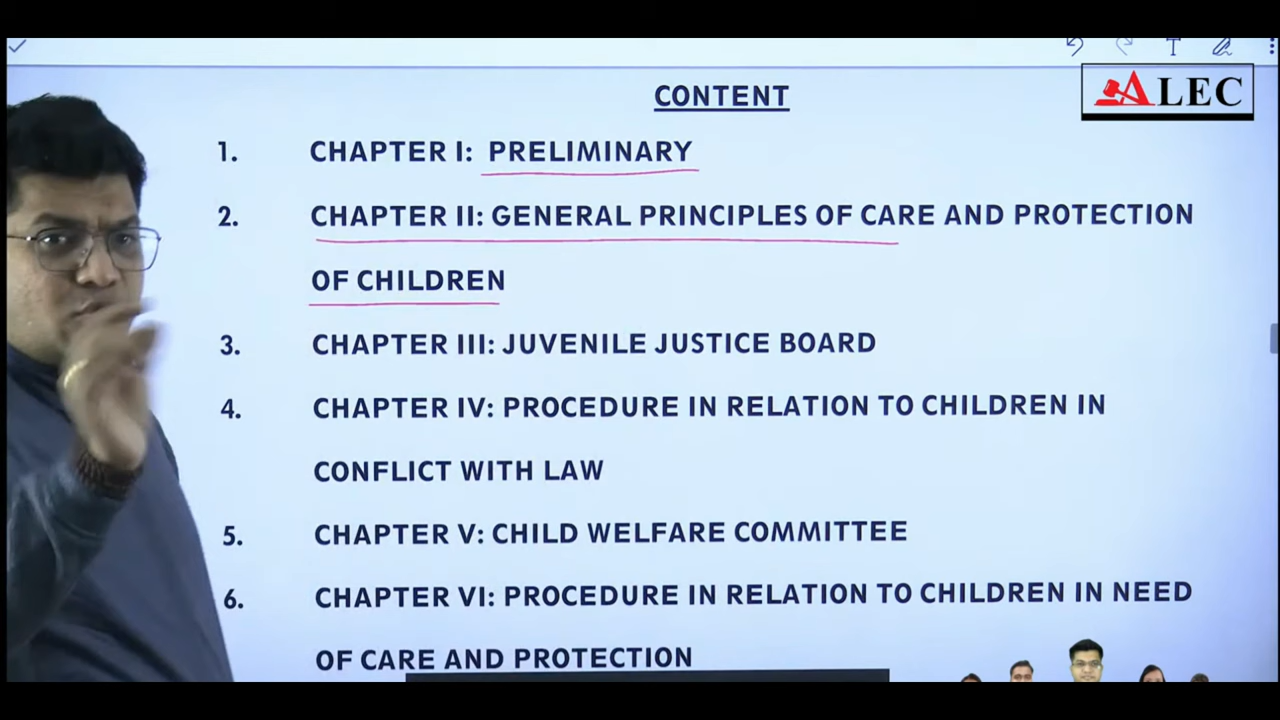 ALEC
CONTENT
1. CHAPTER I: PRELIMINARY
2. CHAPTER II: GENERAL PRINCIPLES OF CARE AND PROTECTION
OF CHILDREN
3. CHAPTER III: JUVENILE JUSTICE BOARD
4. CHAPTER IV: PROCEDURE IN RELATION TO CHILDREN IN
CONFLICT WITH LAW
5. CHAPTER V: CHILD WELFARE COMMITTEE
6. CHAPTER VI: PROCEDURE IN RELATION TO CHILDREN IN NEED
OF CARE AND PROTECTION